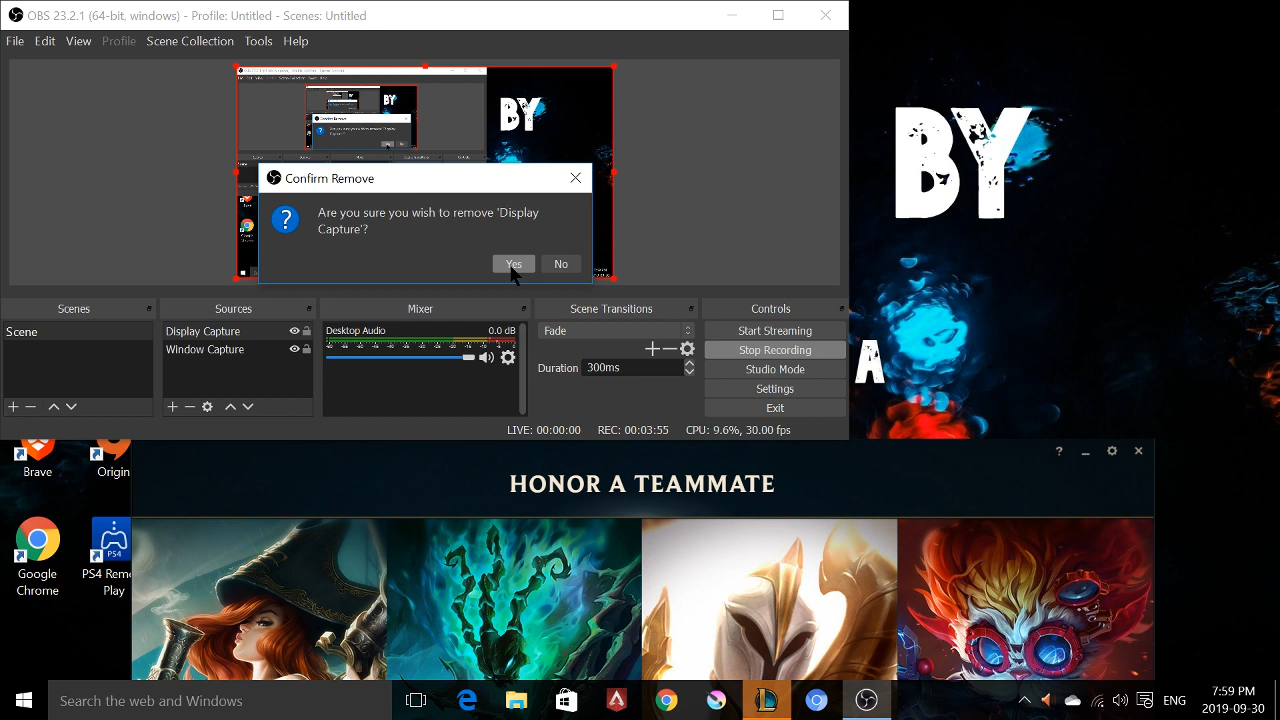 OBS 23.2.1 (64-bit, windows) - Profile: Untitled - Scenes: Untitled
File Edit View Profile Scene Collection Tools Help
BY
BY
Confirm Remove
Are you sure you wish to remove 'Display
Capture'?
Yes No
A
Scenes Sources Mixer Scene Transitions Controls
Scene
Display Capture
Window Capture
Desktop Audio 0.0 dB
Fade
Duration 300ms
Start Streaming
Stop Recording
Studio Mode
Settings
Exit
LIVE: 00:00:00 REC: 00:03:55 CPU: 9.6%, 30.00 fps
Brave
Origin
HONOR A TEAMMATE
Google
Chrome
PS4
PS4 Remo
Play
Search the web and Windows
ENG
7:59 PM
2019-09-30